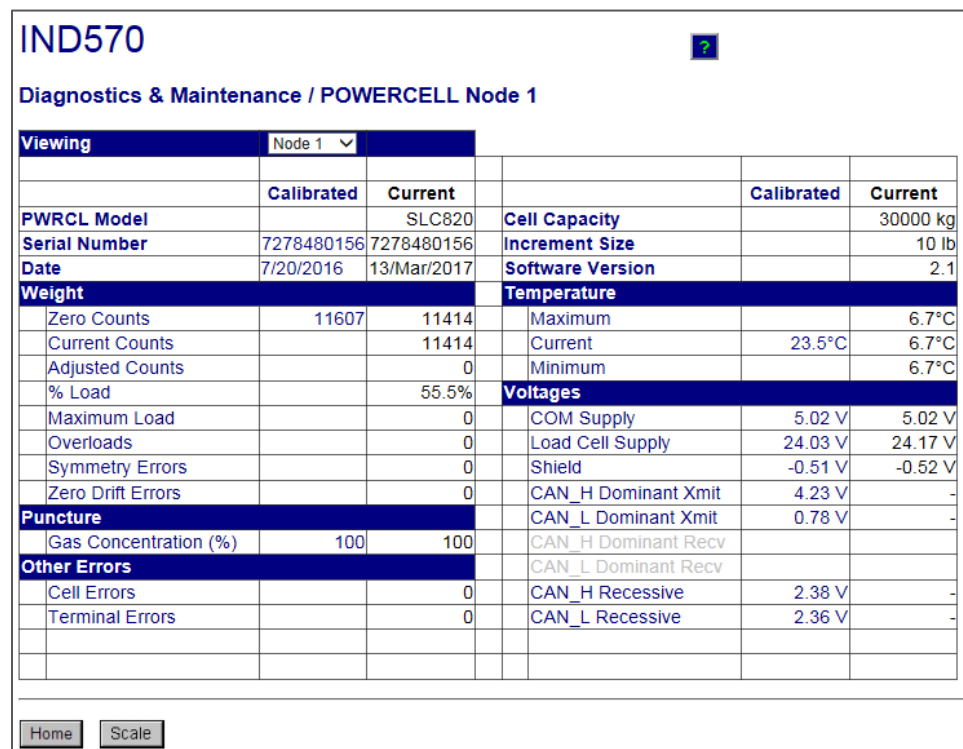 IND570
?
Diagnostics & Maintenance / POWERCELL Node 1
Viewing Node 1
Calibrated Current Calibrated Current
PWRCL Model SLC820 Cell Capacity 30000 kg
Serial Number 7278480156 7278480156 Increment Size 10 lb
Date 7/20/2016 13/Mar/2017 Software Version 2.1
Weight Temperature
Zero Counts 11607 11414 Maximum 6.7°C
Current Counts 11414 Current 23.5°C 6.7°C
Adjusted Counts 0 Minimum 6.7°C
% Load 55.5% Voltages
Maximum Load 0 COM Supply 5.02 V 5.02 V
Overloads 0 Load Cell Supply 24.03 V 24.17 V
Symmetry Errors 0 Shield -0.51 V -0.52 V
Zero Drift Errors 0 CAN_H Dominant Xmit 4.23 V -
Puncture CAN_L Dominant Xmit 0.78 V -
Gas Concentration (%) 100 100 CAN_H Dominant Recv
Other Errors CAN_L Dominant Recv
Cell Errors 0 CAN_H Recessive 2.38 V -
Terminal Errors 0 CAN_L Recessive 2.36 V -
Home Scale